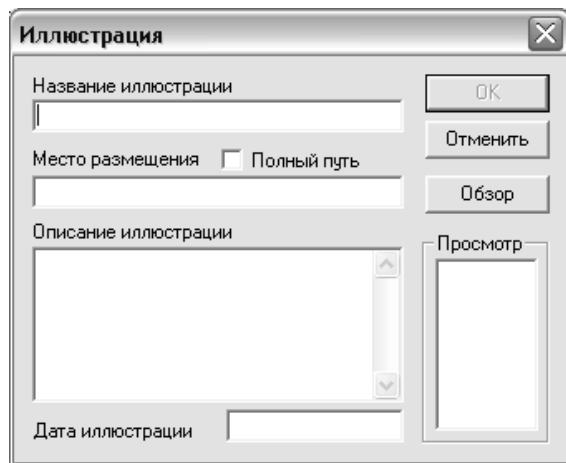 Иллюстрация
Название иллюстрации
OK
Отменить
Место размещения Полный путь
Обзор
Описание иллюстрации
Просмотр
Дата иллюстрации